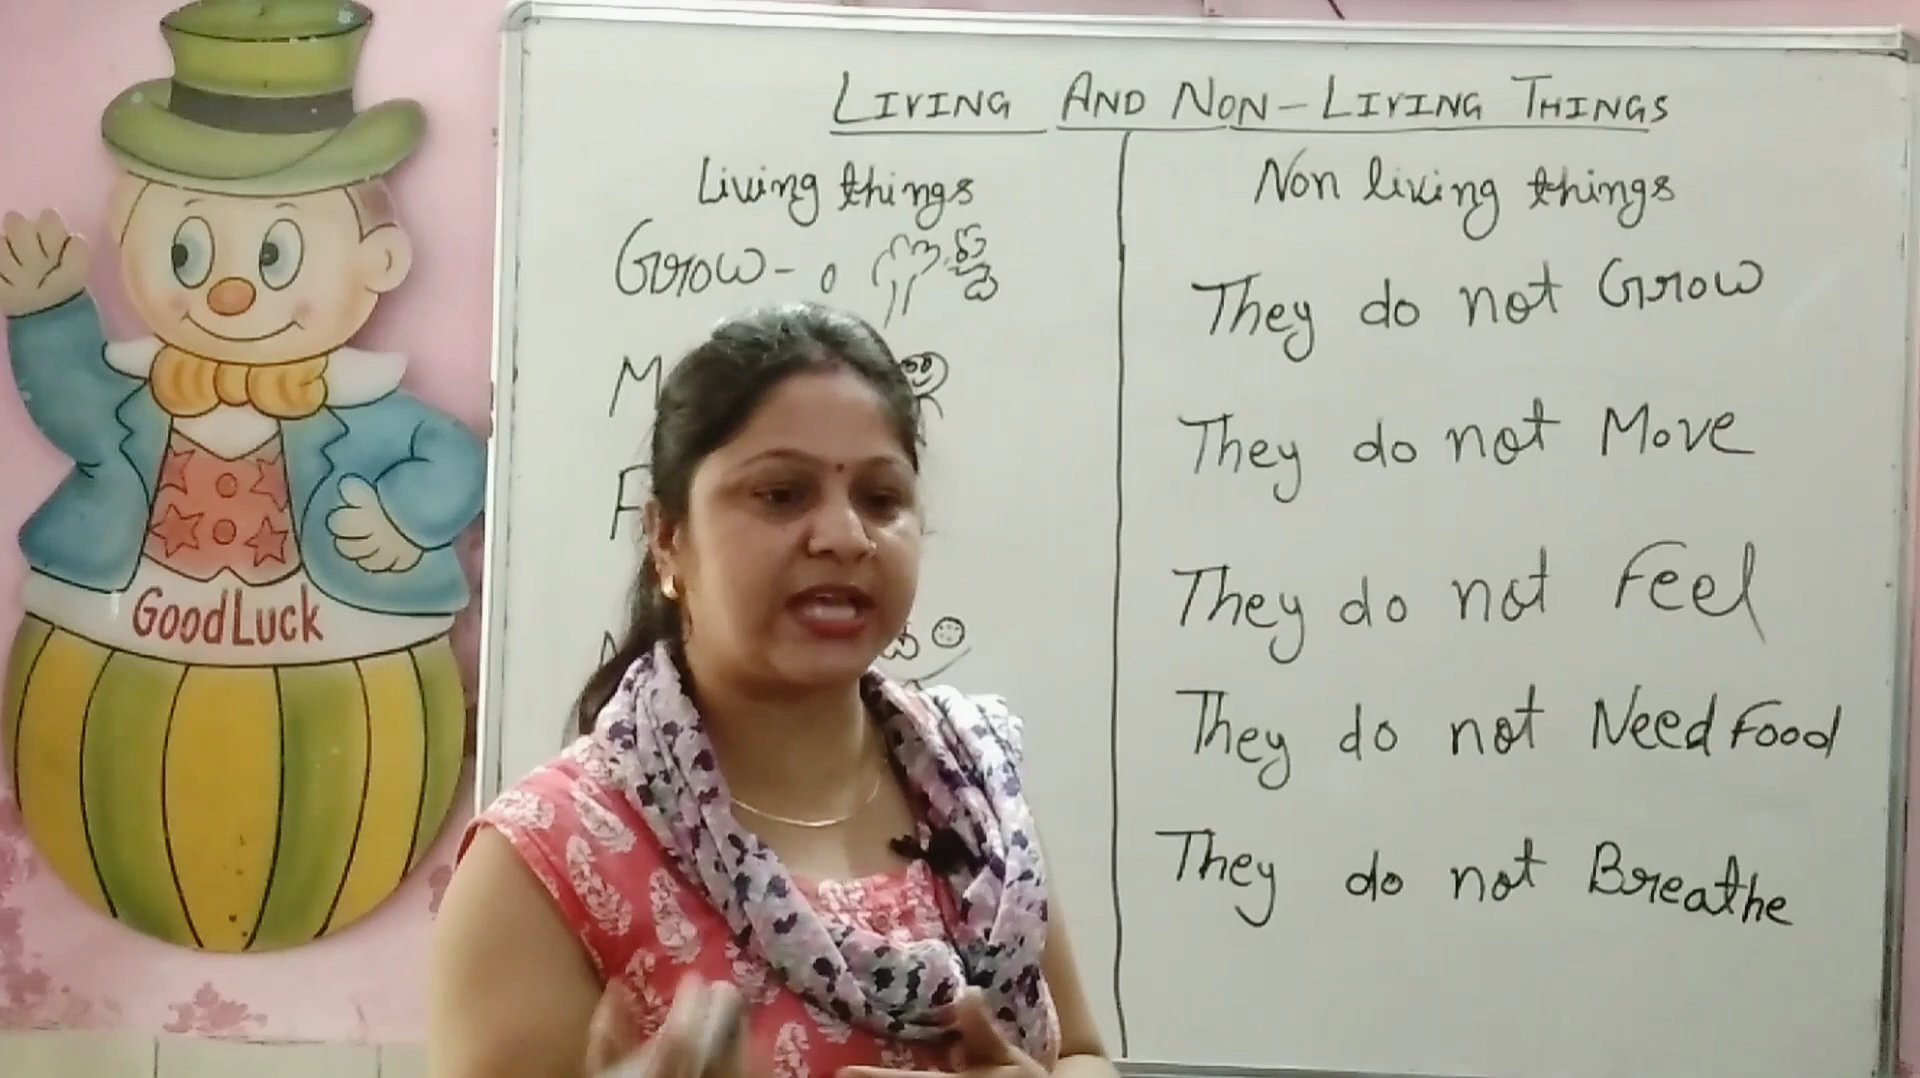 LIVING AND NON-LIVING THINGS
Living things
Grow-
Non living things
They do not Grow
They do not Move
They do not Feel
They do not Need Food
They do not Breathe
Good Luck